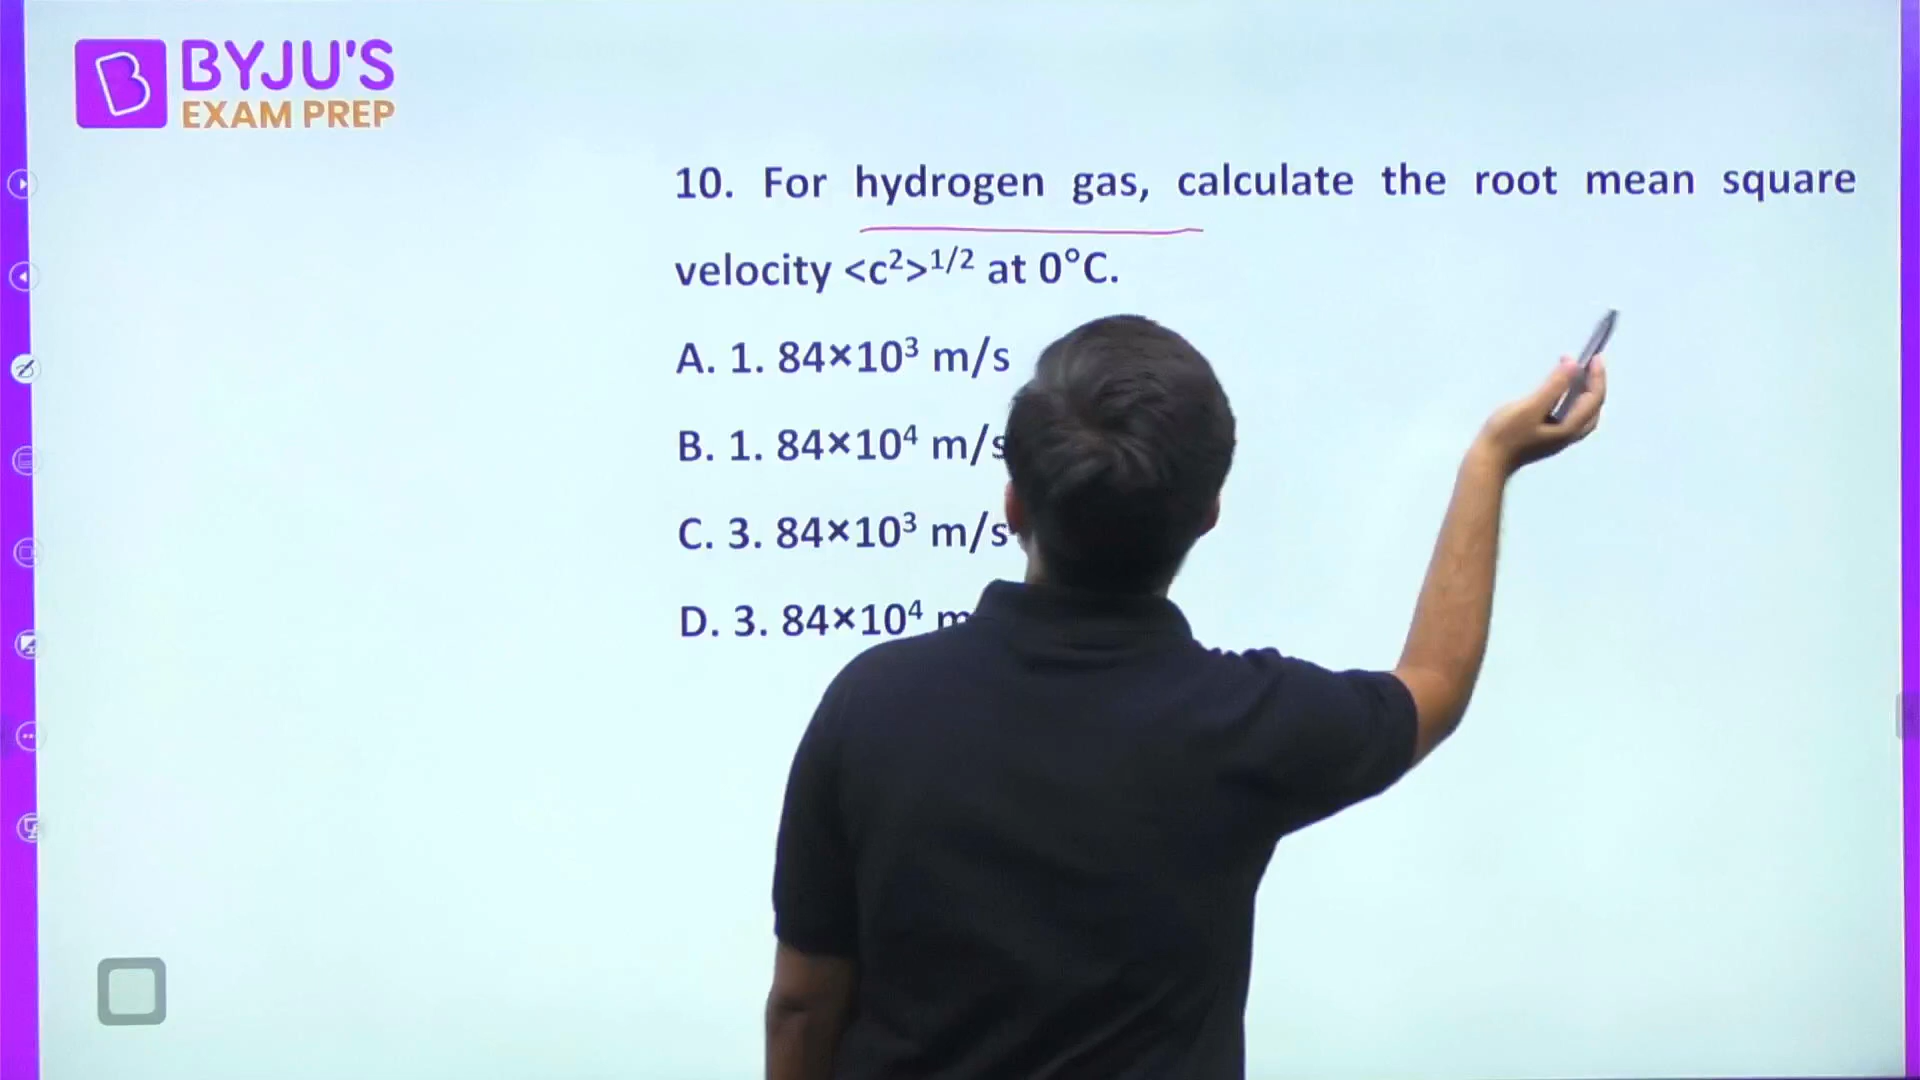 BYJU'S
EXAM PREP
10. For hydrogen gas, calculate the root mean square
velocity <c²>¹/² at 0°C.
A. 1. 84×10³ m/s
B. 1. 84×10⁴ m/s
C. 3. 84×10³ m/s
D. 3. 84×10⁴ m